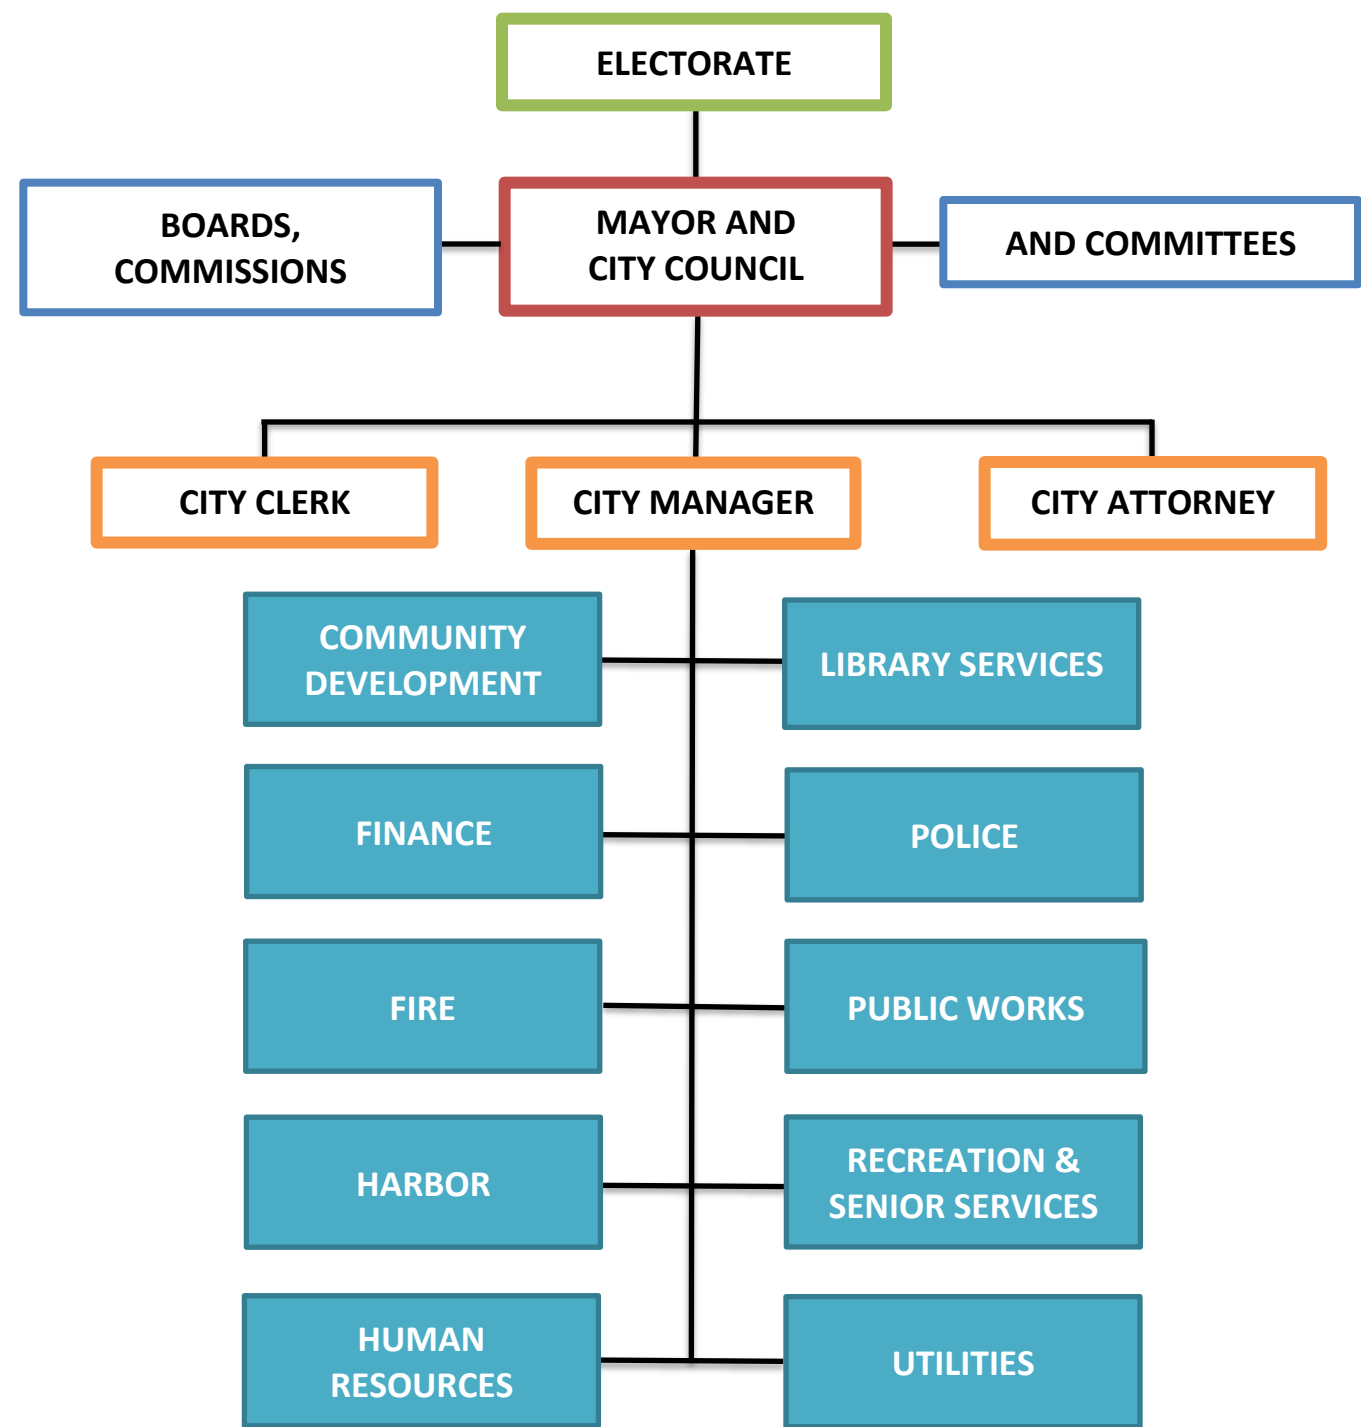 ELECTORATE
BOARDS,
COMMISSIONS
MAYOR AND
CITY COUNCIL
AND COMMITTEES
CITY CLERK
CITY MANAGER
CITY ATTORNEY
COMMUNITY
DEVELOPMENT
LIBRARY SERVICES
FINANCE
POLICE
FIRE
PUBLIC WORKS
HARBOR
RECREATION &
SENIOR SERVICES
HUMAN
RESOURCES
UTILITIES